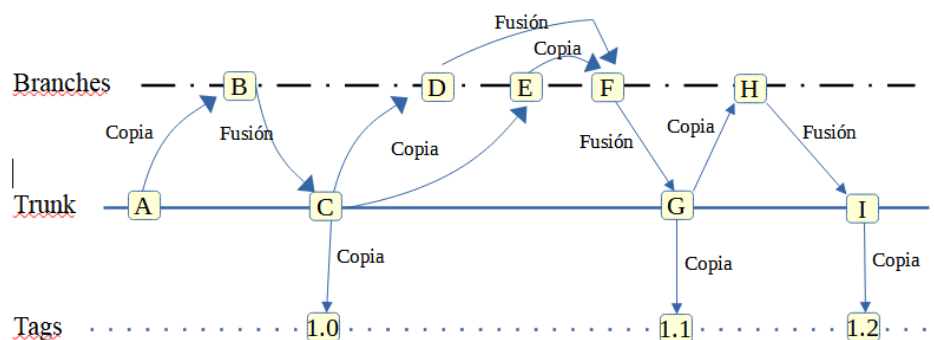 Fusión
Copia
Branches
B
D
E
F
H
Copia
Fusión
Copia
Fusión
Copia
Fusión
Trunk
A
C
G
I
Copia
Copia
Copia
Tags
1.0
1.1
1.2